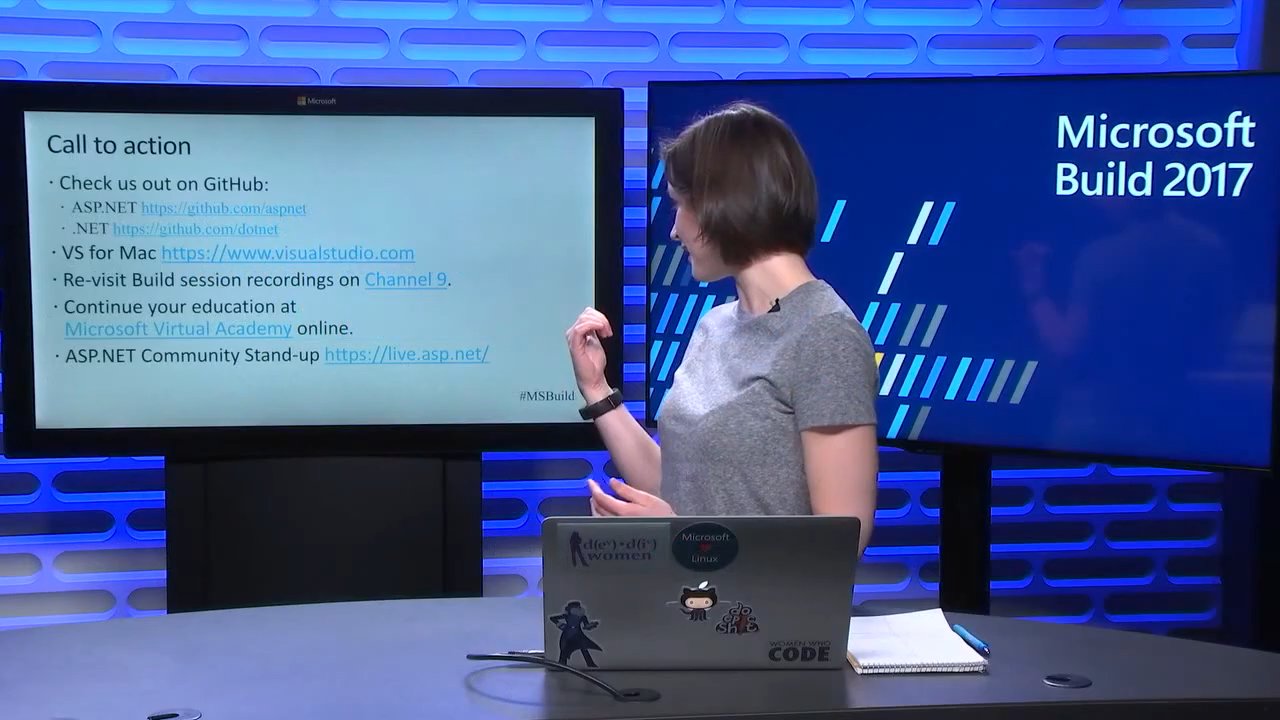 Microsoft
Call to action
· Check us out on GitHub:
· ASP.NET https://github.com/aspnet
· .NET https://github.com/dotnet
· VS for Mac https://www.visualstudio.com
· Re-visit Build session recordings on Channel 9.
· Continue your education at
Microsoft Virtual Academy online.
· ASP.NET Community Stand-up https://live.asp.net/
#MSBuild
Microsoft
Build 2017
women
Microsoft
Linux
WOMEN WHO
CODE